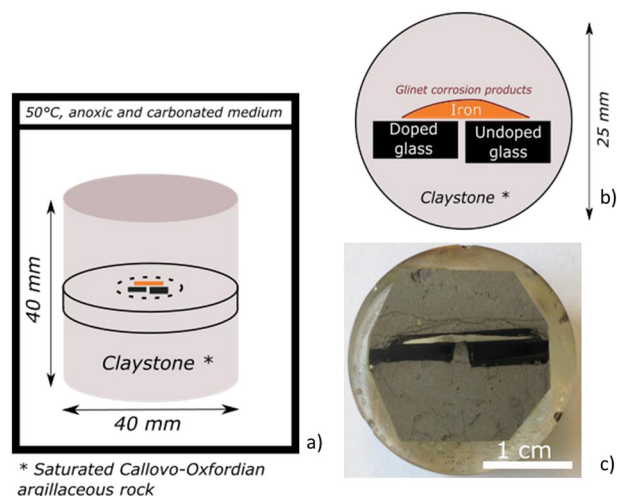 50°C, anoxic and carbonated medium
40 mm
Claystone *
40 mm
a)
* Saturated Callovo-Oxfordian
argillaceous rock
Glinet corrosion products
Iron
Doped
glass
Undoped
glass
Claystone *
25 mm
b)
1 cm
c)